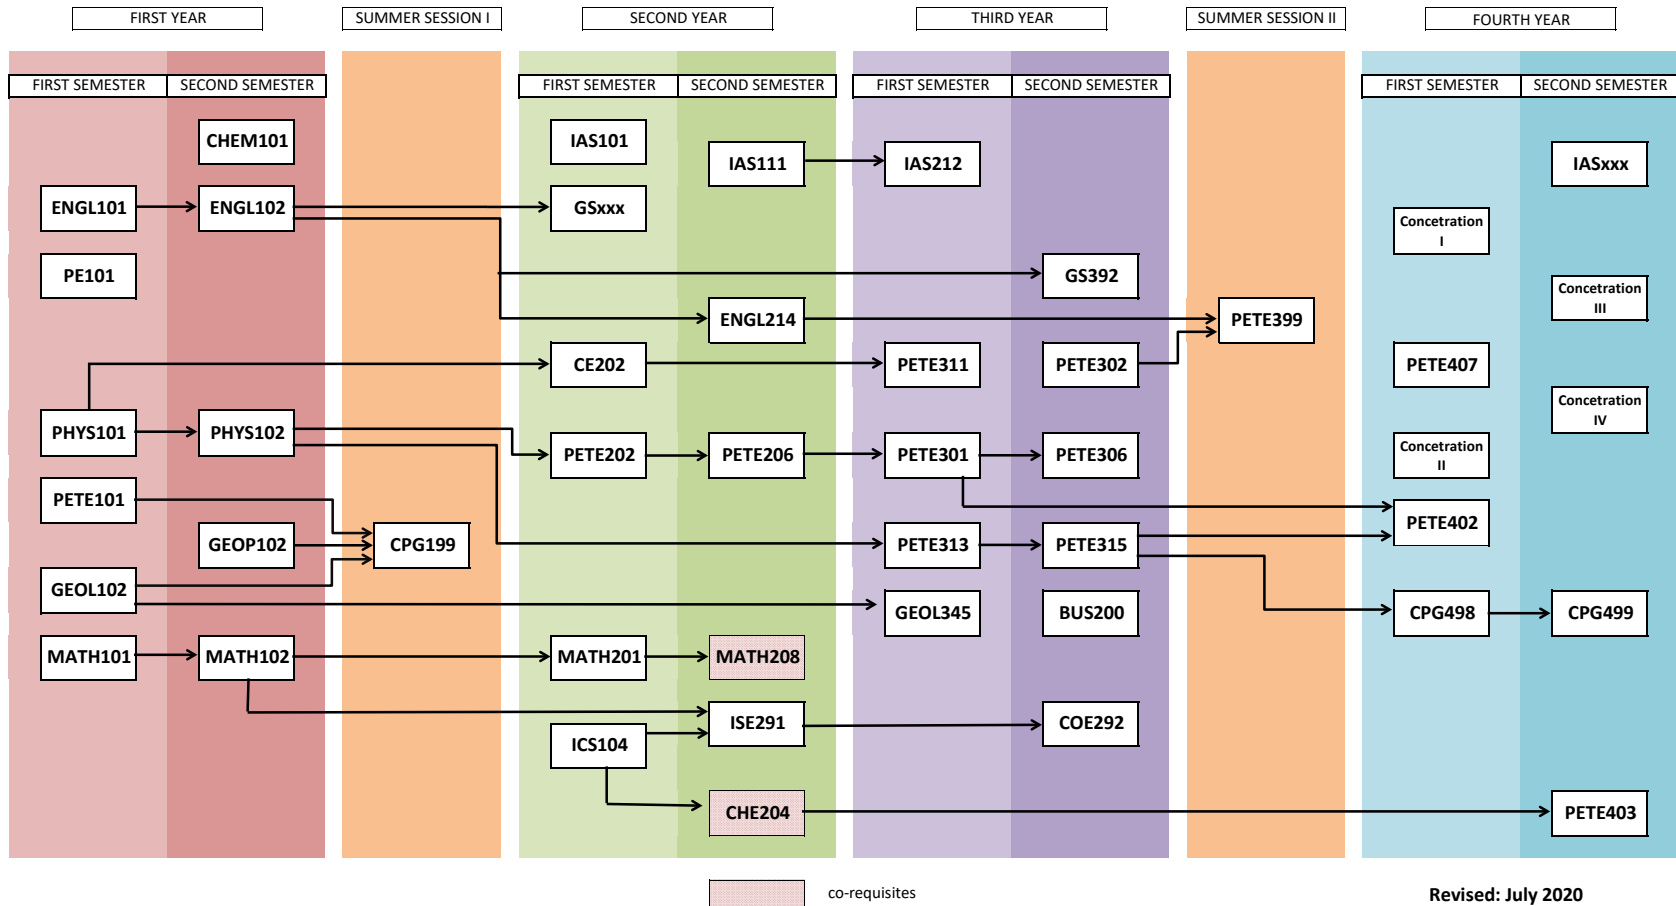 FIRST YEAR
SUMMER SESSION I
SECOND YEAR
THIRD YEAR
SUMMER SESSION II
FOURTH YEAR
FIRST SEMESTER
SECOND SEMESTER
FIRST SEMESTER
SECOND SEMESTER
FIRST SEMESTER
SECOND SEMESTER
FIRST SEMESTER
SECOND SEMESTER
CHEM101
IAS101
IAS111
IAS212
IASxxx
ENGL101
ENGL102
GSxxx
Concetration
I
PE101
GS392
Concetration
III
ENGL214
PETE399
CE202
PETE311
PETE302
PETE407
Concetration
IV
PHYS101
PHYS102
PETE202
PETE206
PETE301
PETE306
Concetration
II
PETE101
PETE402
GEOP102
CPG199
PETE313
PETE315
GEOL102
GEOL345
BUS200
CPG498
CPG499
MATH101
MATH102
MATH201
MATH208
ISE291
COE292
ICS104
CHE204
PETE403
co-requisites
Revised: July 2020